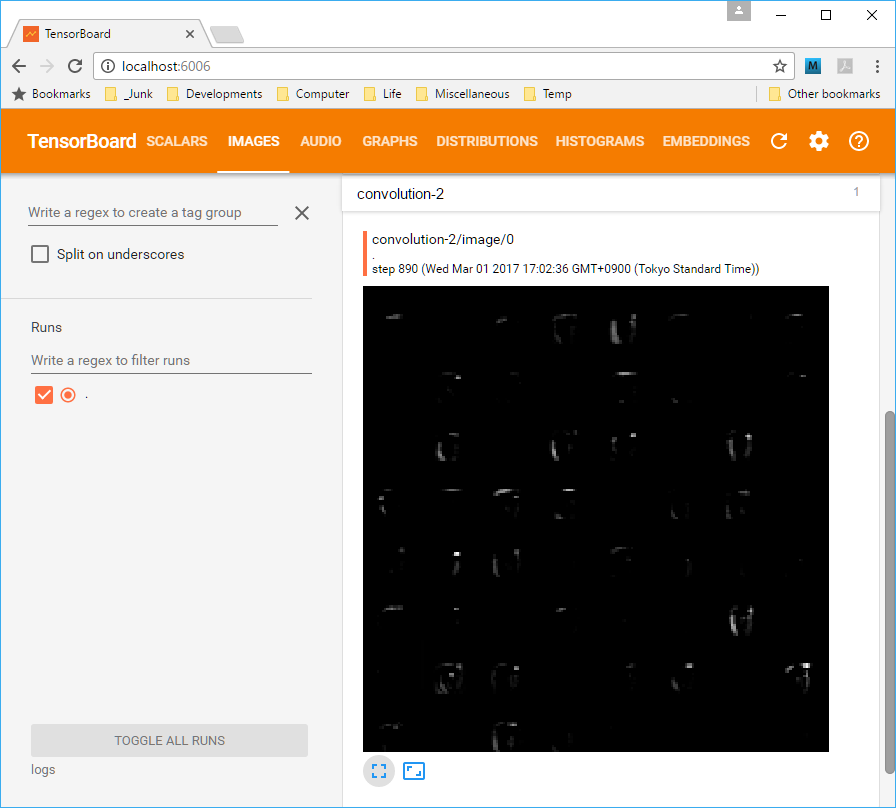 TensorBoard
localhost:6006
M
Bookmarks _Junk Developments Computer Life Miscellaneous Temp Other bookmarks
TensorBoard SCALARS IMAGES AUDIO GRAPHS DISTRIBUTIONS HISTOGRAMS EMBEDDINGS
Write a regex to create a tag group
Split on underscores
Runs
Write a regex to filter runs
.
TOGGLE ALL RUNS
logs
convolution-2 1
convolution-2/image/0
.
step 890 (Wed Mar 01 2017 17:02:36 GMT+0900 (Tokyo Standard Time))